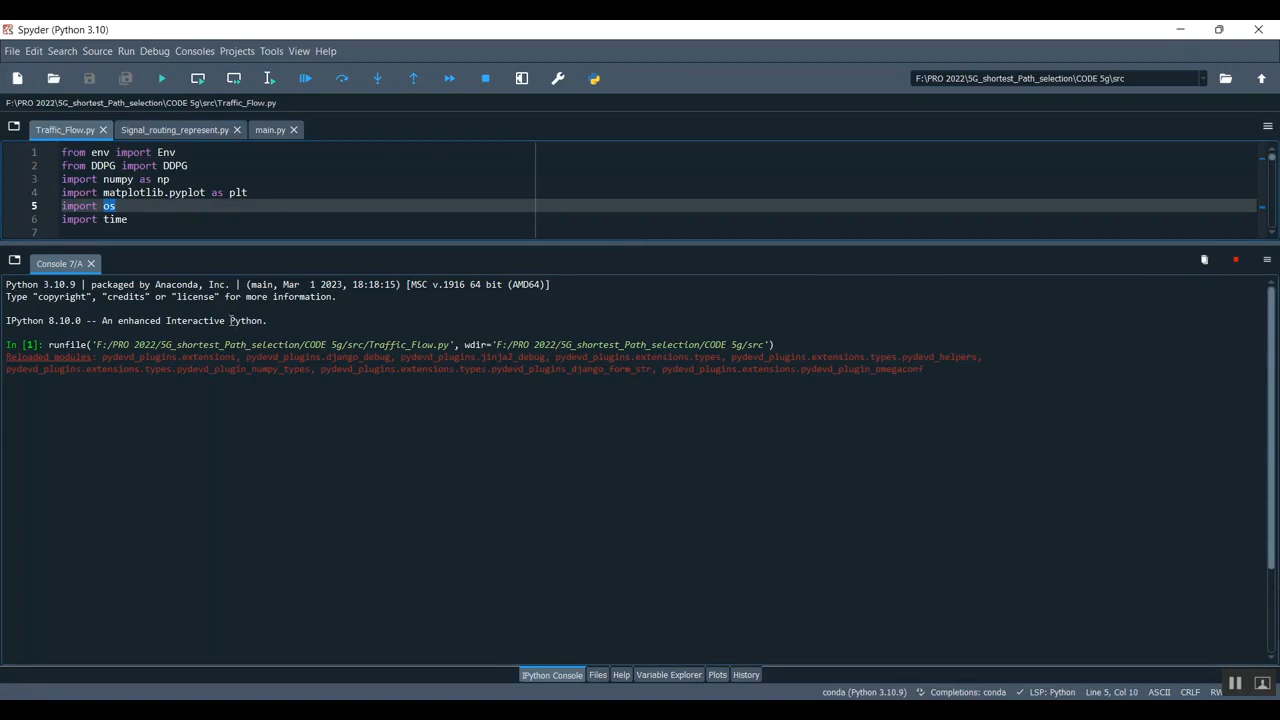 Spyder (Python 3.10)
File Edit Search Source Run Debug Consoles Projects Tools View Help
F:\PRO 2022\5G_shortest_Path_selection\CODE 5g\src
F:\PRO 2022\5G_shortest_Path_selection\CODE 5g\src\Traffic_Flow.py
Traffic_Flow.py Signal_routing_represent.py main.py
1 from env import Env
2 from DDPG import DDPG
3 import numpy as np
4 import matplotlib.pyplot as plt
5 import os
6 import time
7
Console 7/A
Python 3.10.9 | packaged by Anaconda, Inc. | (main, Mar  1 2023, 18:18:15) [MSC v.1916 64 bit (AMD64)]
Type "copyright", "credits" or "license" for more information.
IPython 8.10.0 -- An enhanced Interactive Python.
In [1]: runfile('F:/PRO 2022/5G_shortest_Path_selection/CODE 5g/src/Traffic_Flow.py', wdir='F:/PRO 2022/5G_shortest_Path_selection/CODE 5g/src')
Reloaded modules: pydevd_plugins.extensions, pydevd_plugins.django_debug, pydevd_plugins.jinja2_debug, pydevd_plugins.extensions.types, pydevd_plugins.extensions.types.pydevd_helpers,
pydevd_plugins.extensions.types.pydevd_plugin_numpy_types, pydevd_plugins.extensions.types.pydevd_plugins_django_form_str, pydevd_plugins.extensions.pydevd_plugin_omegaconf
IPython Console Files Help Variable Explorer Plots History
conda (Python 3.10.9) Completions: conda LSP: Python Line 5, Col 10 ASCII CRLF RW